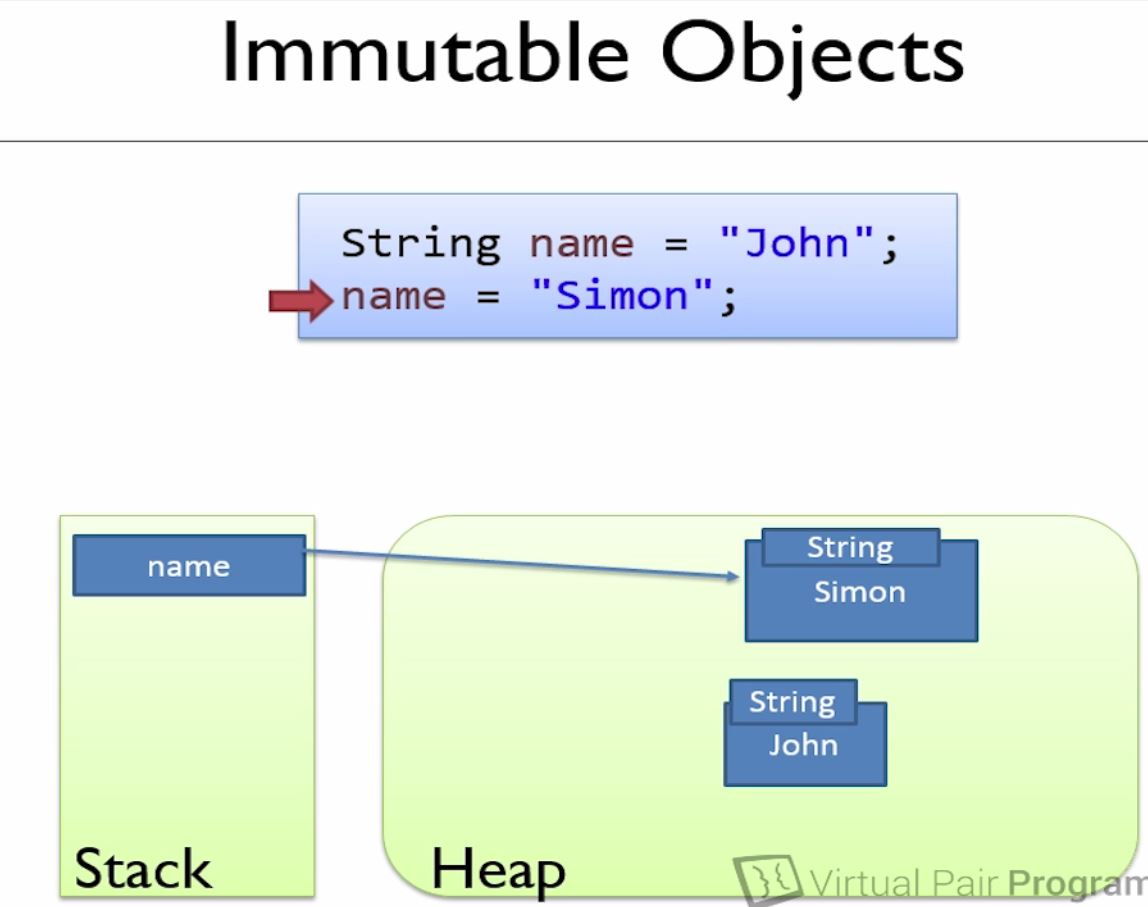 Immutable Objects
String name = "John";
name = "Simon";
name
String
Simon
String
John
Stack
Heap
Virtual Pair Program